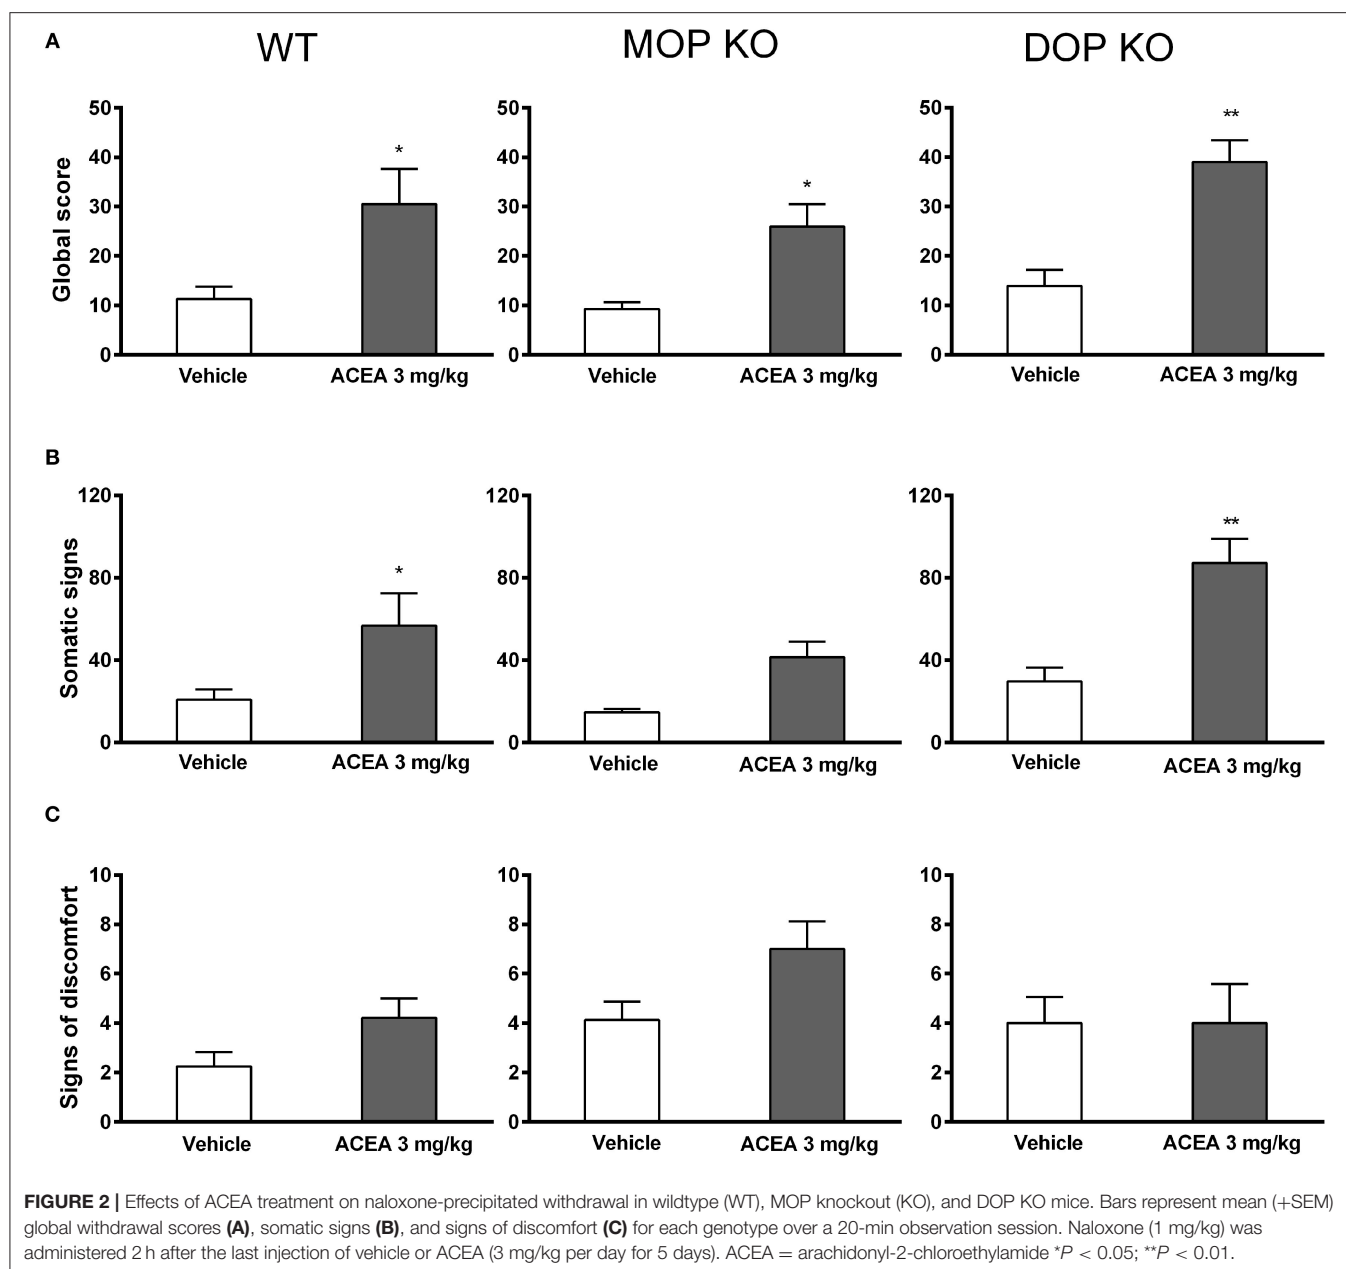 A
WT MOP KO DOP KO
Global score
50 40 30 20 10 0
*
Vehicle ACEA 3 mg/kg
50 40 30 20 10 0
*
Vehicle ACEA 3 mg/kg
50 40 30 20 10 0
**
Vehicle ACEA 3 mg/kg
B
Somatic signs
120 80 40 0
*
Vehicle ACEA 3 mg/kg
120 80 40 0
Vehicle ACEA 3 mg/kg
120 80 40 0
**
Vehicle ACEA 3 mg/kg
C
Signs of discomfort
10 8 6 4 2 0
Vehicle ACEA 3 mg/kg
10 8 6 4 2 0
Vehicle ACEA 3 mg/kg
10 8 6 4 2 0
Vehicle ACEA 3 mg/kg
FIGURE 2 | Effects of ACEA treatment on naloxone-precipitated withdrawal in wildtype (WT), MOP knockout (KO), and DOP KO mice. Bars represent mean (+SEM)
global withdrawal scores (A), somatic signs (B), and signs of discomfort (C) for each genotype over a 20-min observation session. Naloxone (1 mg/kg) was
administered 2 h after the last injection of vehicle or ACEA (3 mg/kg per day for 5 days). ACEA = arachidonyl-2-chloroethylamide *P < 0.05; **P < 0.01.